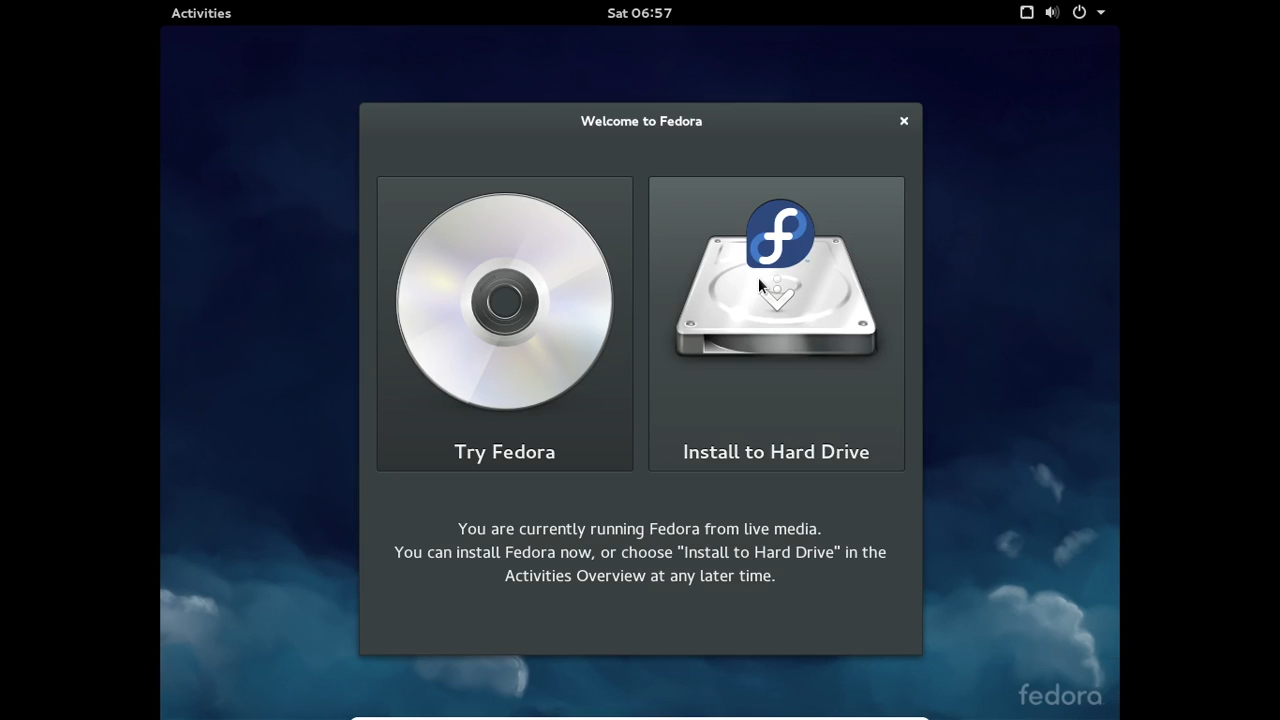 Activities
Sat 06:57
Welcome to Fedora
Try Fedora
Install to Hard Drive
You are currently running Fedora from live media.
You can install Fedora now, or choose "Install to Hard Drive" in the
Activities Overview at any later time.
fedora